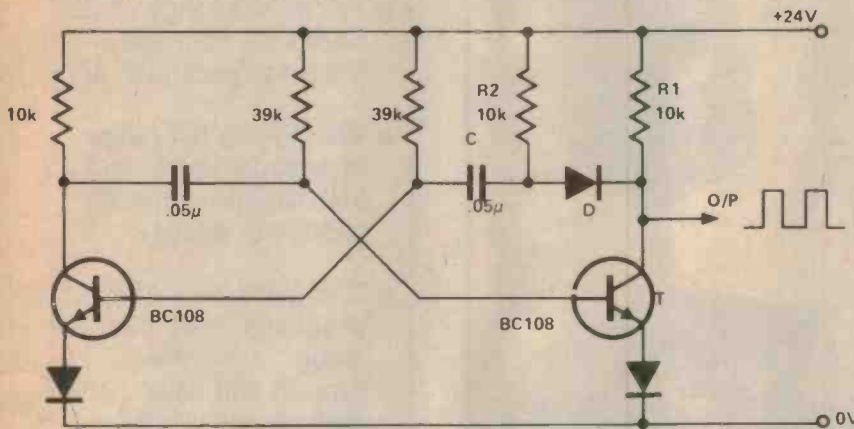 +24V
10k
39k
39k
R2
10k
R1
10k
C
.05μ
.05μ
D
O/P
BC108
BC108
T
0V